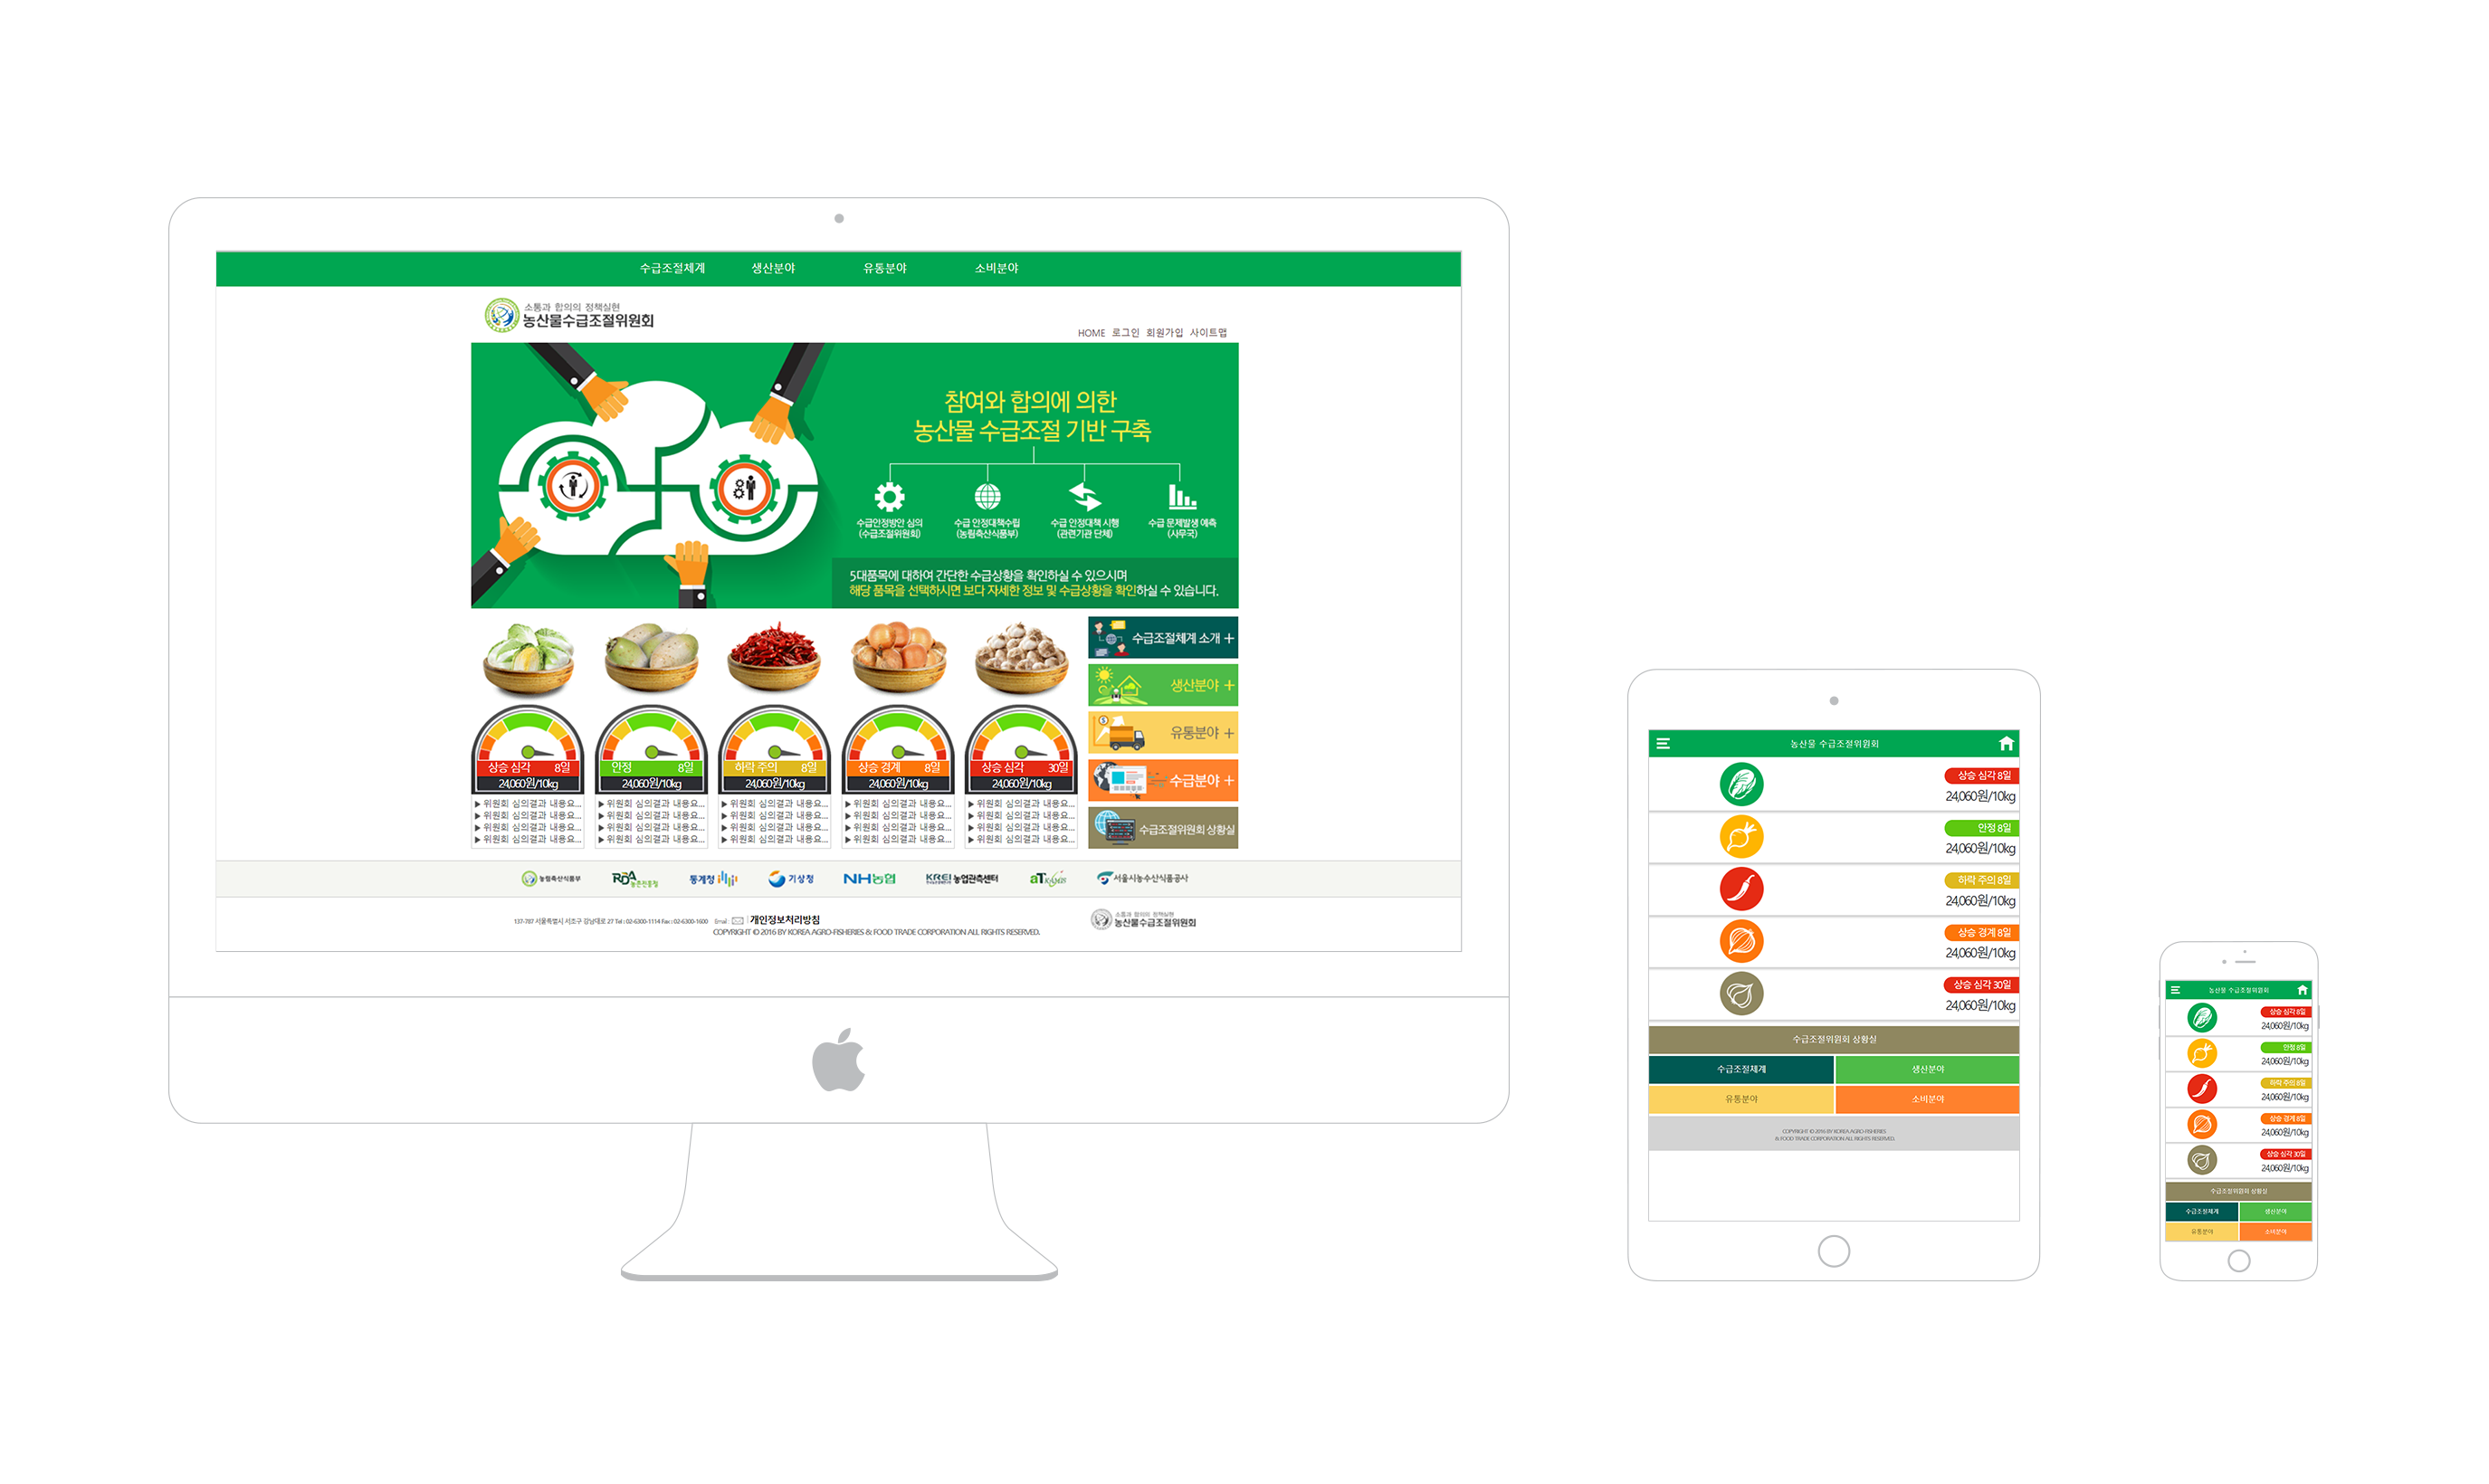 수급조절체계 생산분야 유통분야 소비분야
소통과 합의의 정책실현
농산물수급조절위원회
HOME 로그인 회원가입 사이트맵
참여와 합의에 의한
농산물 수급조절 기반 구축
수급안정방안 심의 수급 안정대책수립 수급 안정대책 시행 수급 문제발생 예측
(수급조절위원회) (농림축산식품부) (관련기관 단체) (사무국)
5대품목에 대하여 간단한 수급상황을 확인하실 수 있으시며
해당 품목을 선택하시면 보다 자세한 정보 및 수급상황을 확인하실 수 있습니다.
상승 심각 8일 안정 8일 하락 주의 8일 상승 경계 8일 상승 심각 30일
24,060원/10kg 24,060원/10kg 24,060원/10kg 24,060원/10kg 24,060원/10kg
▶ 위원회 심의결과 내용요... ▶ 위원회 심의결과 내용요... ▶ 위원회 심의결과 내용요... ▶ 위원회 심의결과 내용요... ▶ 위원회 심의결과 내용요...
▶ 위원회 심의결과 내용요... ▶ 위원회 심의결과 내용요... ▶ 위원회 심의결과 내용요... ▶ 위원회 심의결과 내용요... ▶ 위원회 심의결과 내용요...
▶ 위원회 심의결과 내용요... ▶ 위원회 심의결과 내용요... ▶ 위원회 심의결과 내용요... ▶ 위원회 심의결과 내용요... ▶ 위원회 심의결과 내용요...
▶ 위원회 심의결과 내용요... ▶ 위원회 심의결과 내용요... ▶ 위원회 심의결과 내용요... ▶ 위원회 심의결과 내용요... ▶ 위원회 심의결과 내용요...
수급조절체계 소개 +
생산분야 +
유통분야 +
수급분야 +
수급조절위원회 상황실
농림축산식품부 RDA 농촌진흥청 통계청 기상청 NH농협 KREI 농업관측센터 aT KAMIS 서울시농수산식품공사
137-787 서울특별시 서초구 강남대로 27 Tel : 02-6300-1114 Fax : 02-6300-1600 Email : 개인정보처리방침
COPYRIGHT © 2016 BY KOREA AGRO-FISHERIES & FOOD TRADE CORPORATION ALL RIGHTS RESERVED.
소통과 합의의 정책실현
농산물수급조절위원회
농산물 수급조절위원회
상승 심각 8일
24,060원/10kg
안정 8일
24,060원/10kg
하락 주의 8일
24,060원/10kg
상승 경계 8일
24,060원/10kg
상승 심각 30일
24,060원/10kg
수급조절위원회 상황실
수급조절체계 생산분야
유통분야 소비분야
COPYRIGHT © 2016 BY KOREA AGRO-FISHERIES
& FOOD TRADE CORPORATION ALL RIGHTS RESERVED.
농산물 수급조절위원회
상승 심각 8일
24,060원/10kg
안정 8일
24,060원/10kg
하락 주의 8일
24,060원/10kg
상승 경계 8일
24,060원/10kg
상승 심각 30일
24,060원/10kg
수급조절위원회 상황실
수급조절체계 생산분야
유통분야 소비분야